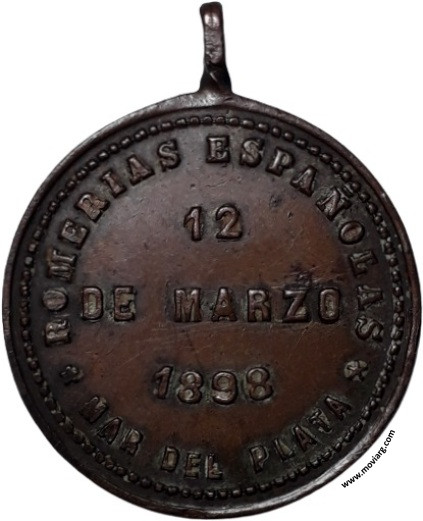 ROMERIAS ESPAÑOLAS
12
DE MARZO
1898
* MAR DEL PLATA *
www.moviarg.com